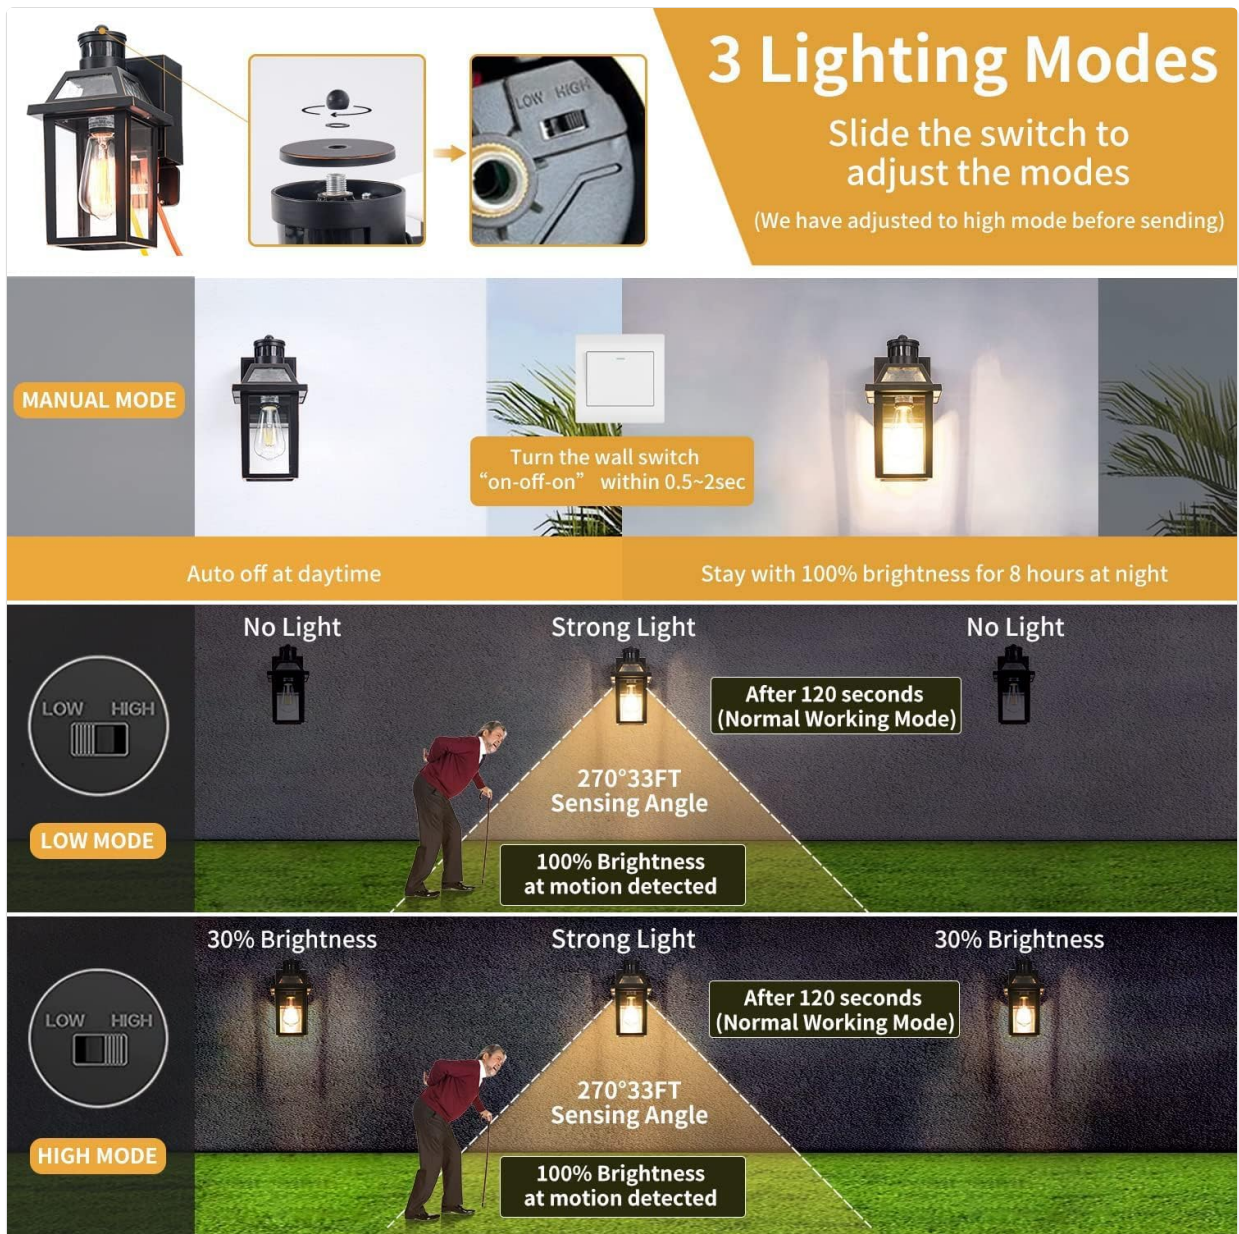 3 Lighting Modes
Slide the switch to
adjust the modes
(We have adjusted to high mode before sending)
LOW HIGH
MANUAL MODE
Turn the wall switch
“on-off-on” within 0.5~2sec
Auto off at daytime
Stay with 100% brightness for 8 hours at night
No Light
Strong Light
No Light
LOW HIGH
After 120 seconds
(Normal Working Mode)
270°33FT
Sensing Angle
LOW MODE
100% Brightness
at motion detected
30% Brightness
Strong Light
30% Brightness
LOW HIGH
After 120 seconds
(Normal Working Mode)
270°33FT
Sensing Angle
HIGH MODE
100% Brightness
at motion detected